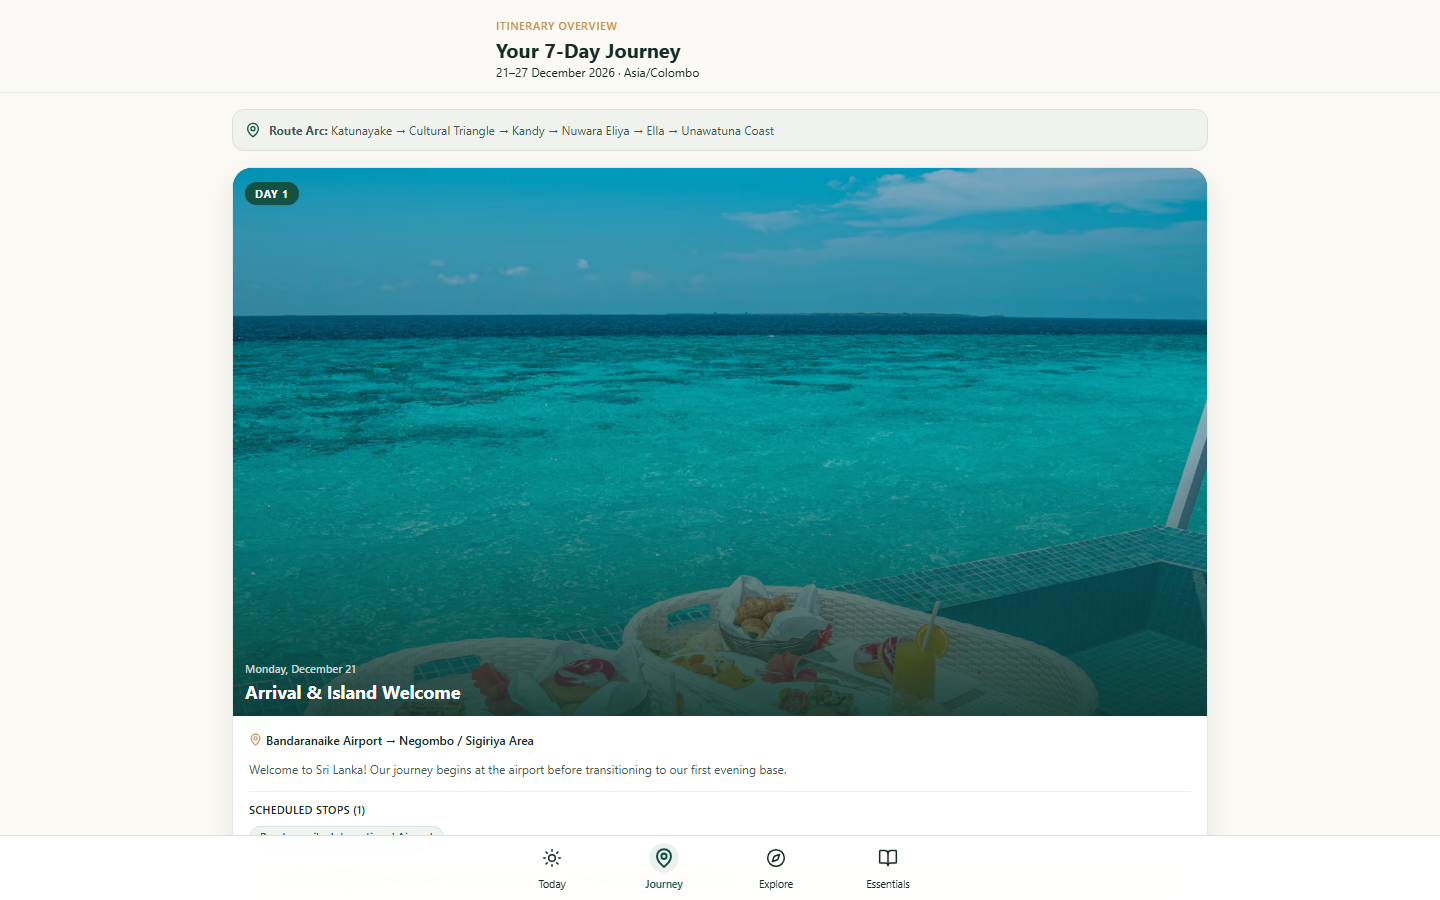 ITINERARY OVERVIEW
Your 7-Day Journey
21–27 December 2026 · Asia/Colombo
Route Arc: Katunayake → Cultural Triangle → Kandy → Nuwara Eliya → Ella → Unawatuna Coast
DAY 1
Monday, December 21
Arrival & Island Welcome
Bandaranaike Airport → Negombo / Sigiriya Area
Welcome to Sri Lanka! Our journey begins at the airport before transitioning to our first evening base.
SCHEDULED STOPS (1)
Today
Journey
Explore
Essentials